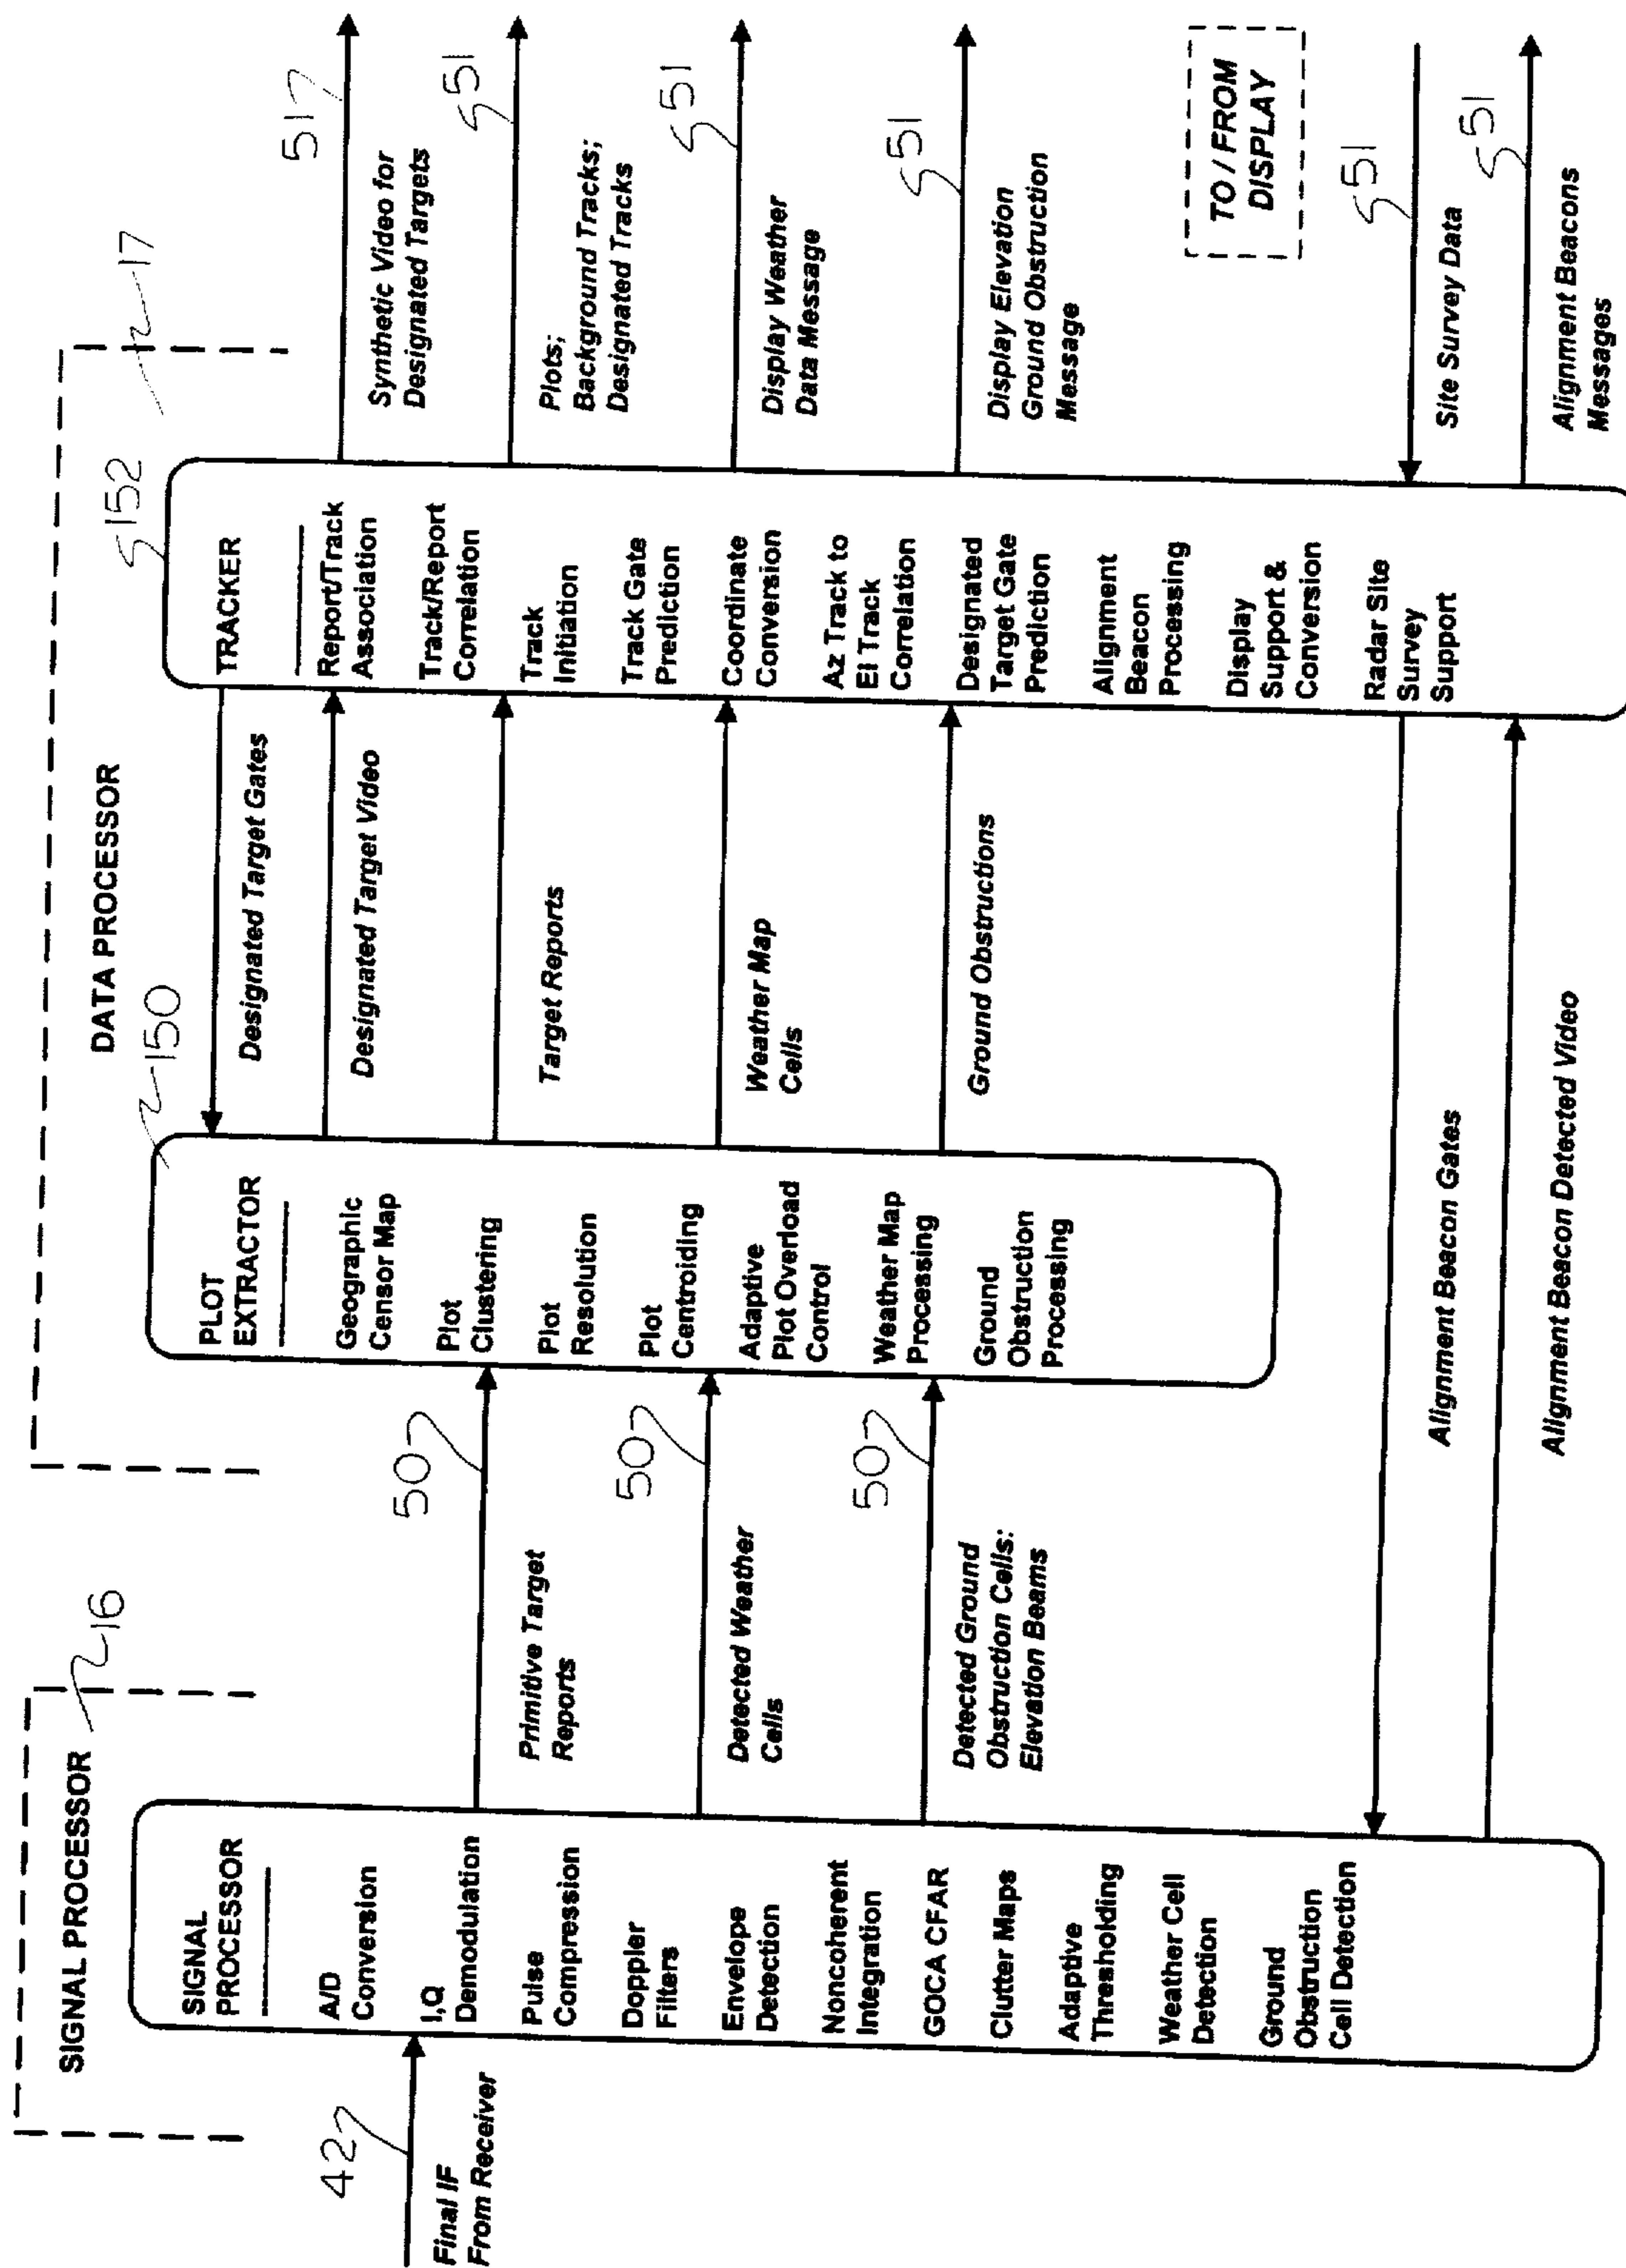 SIGNAL PROCESSOR
16
DATA PROCESSOR
17
42
Final IF
From Receiver
SIGNAL
PROCESSOR
A/D
Conversion
I,Q
Demodulation
Pulse
Compression
Doppler
Filters
Envelope
Detection
Noncoherent
Integration
GOCA CFAR
Clutter Maps
Adaptive
Thresholding
Weather Cell
Detection
Ground
Obstruction
Cell Detection
50
Primitive Target
Reports
50
Detected Weather
Cells
50
Detected Ground
Obstruction Cells:
Elevation Beams
150
PLOT
EXTRACTOR
Geographic
Censor Map
Plot
Clustering
Plot
Resolution
Plot
Centroiding
Adaptive
Plot Overload
Control
Weather Map
Processing
Ground
Obstruction
Processing
Designated Target Gates
Designated Target Video
Target Reports
Weather Map
Cells
Ground Obstructions
Alignment Beacon Gates
Alignment Beacon Detected Video
152
TRACKER
Report/Track
Association
Track/Report
Correlation
Track
Initiation
Track Gate
Prediction
Coordinate
Conversion
Az Track to
El Track
Correlation
Designated
Target Gate
Prediction
Alignment
Beacon
Processing
Display
Support &
Conversion
Radar Site
Survey
Support
51
Synthetic Video for
Designated Targets
51
Plots;
Background Tracks;
Designated Tracks
51
Display Weather
Data Message
51
Display Elevation
Ground Obstruction
Message
TO / FROM
DISPLAY
51
Site Survey Data
51
Alignment Beacons
Messages